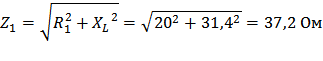 Z₁ = √(R₁² + X_L²) = √(20² + 31,4²) = 37,2 Ом